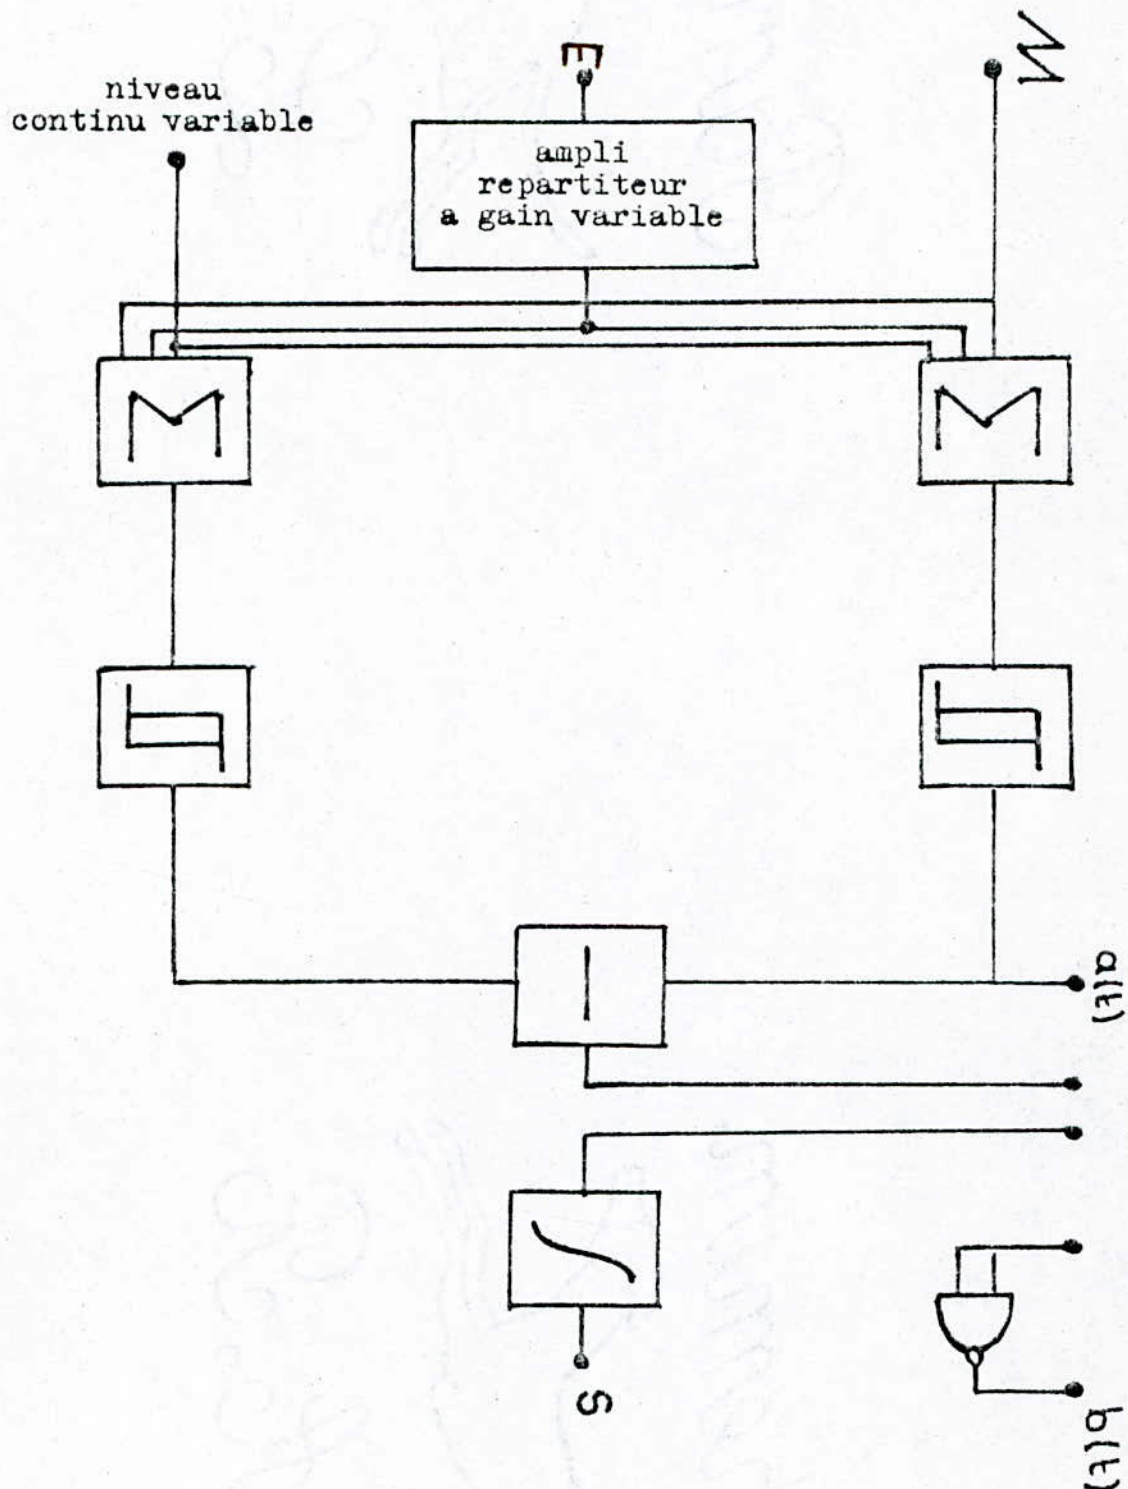 niveau
continu variable
E
ampli
repartiteur
a gain variable
a(t)
S
b(t)